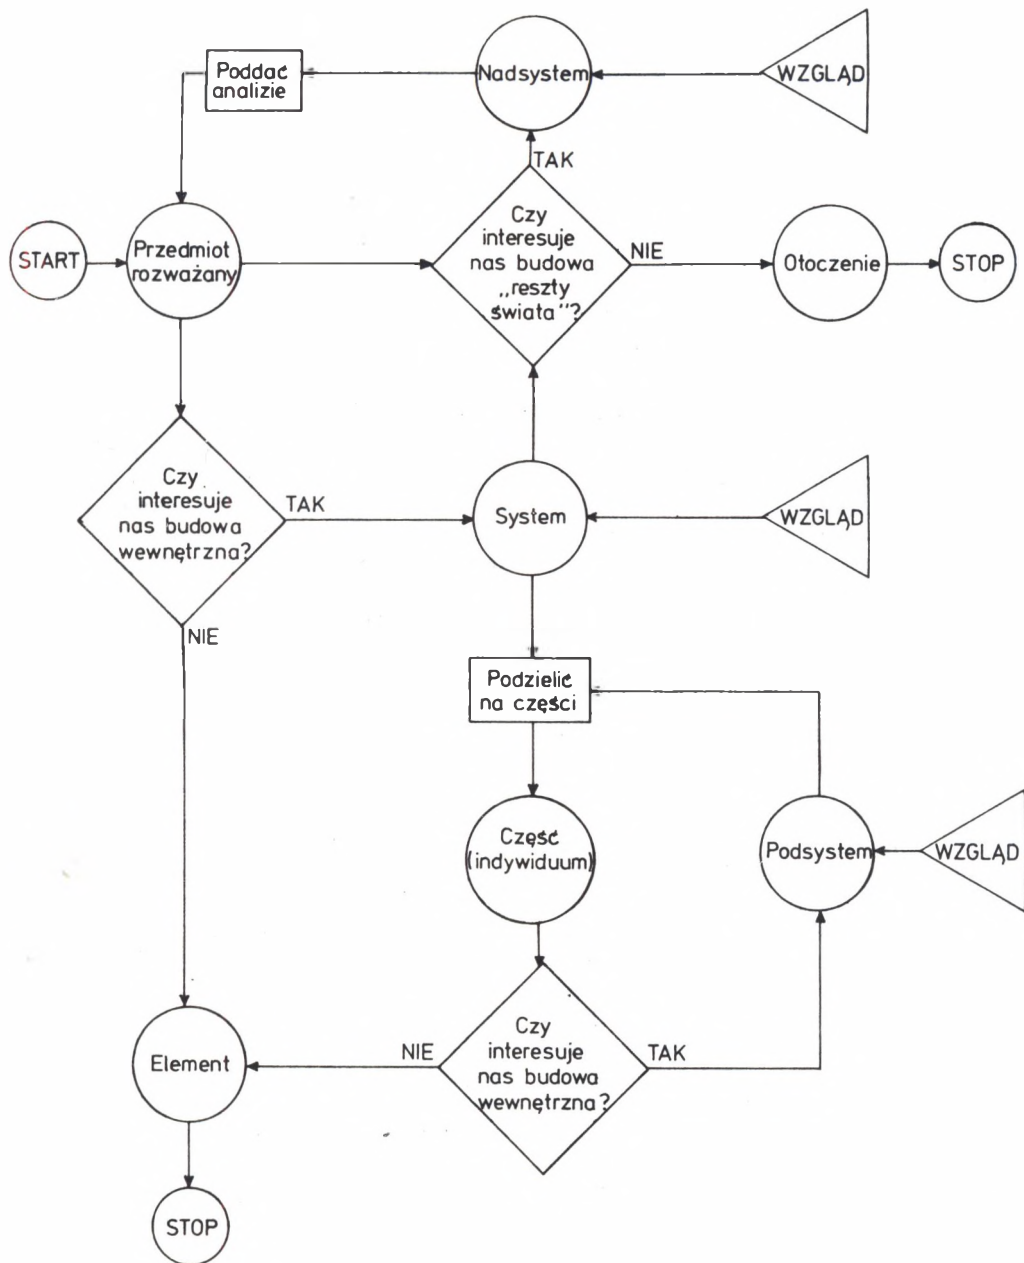 Poddać
analizie
Nadsystem
WZGLĄD
TAK
START
Przedmiot
rozważany
Czy
interesuje
nas budowa
„reszty
świata”?
NIE
Otoczenie
STOP
Czy
interesuje
nas budowa
wewnętrzna?
TAK
System
WZGLĄD
NIE
Podzielić
na części
Część
(indywiduum)
Podsystem
WZGLĄD
Element
NIE
Czy
interesuje
nas budowa
wewnętrzna?
TAK
STOP